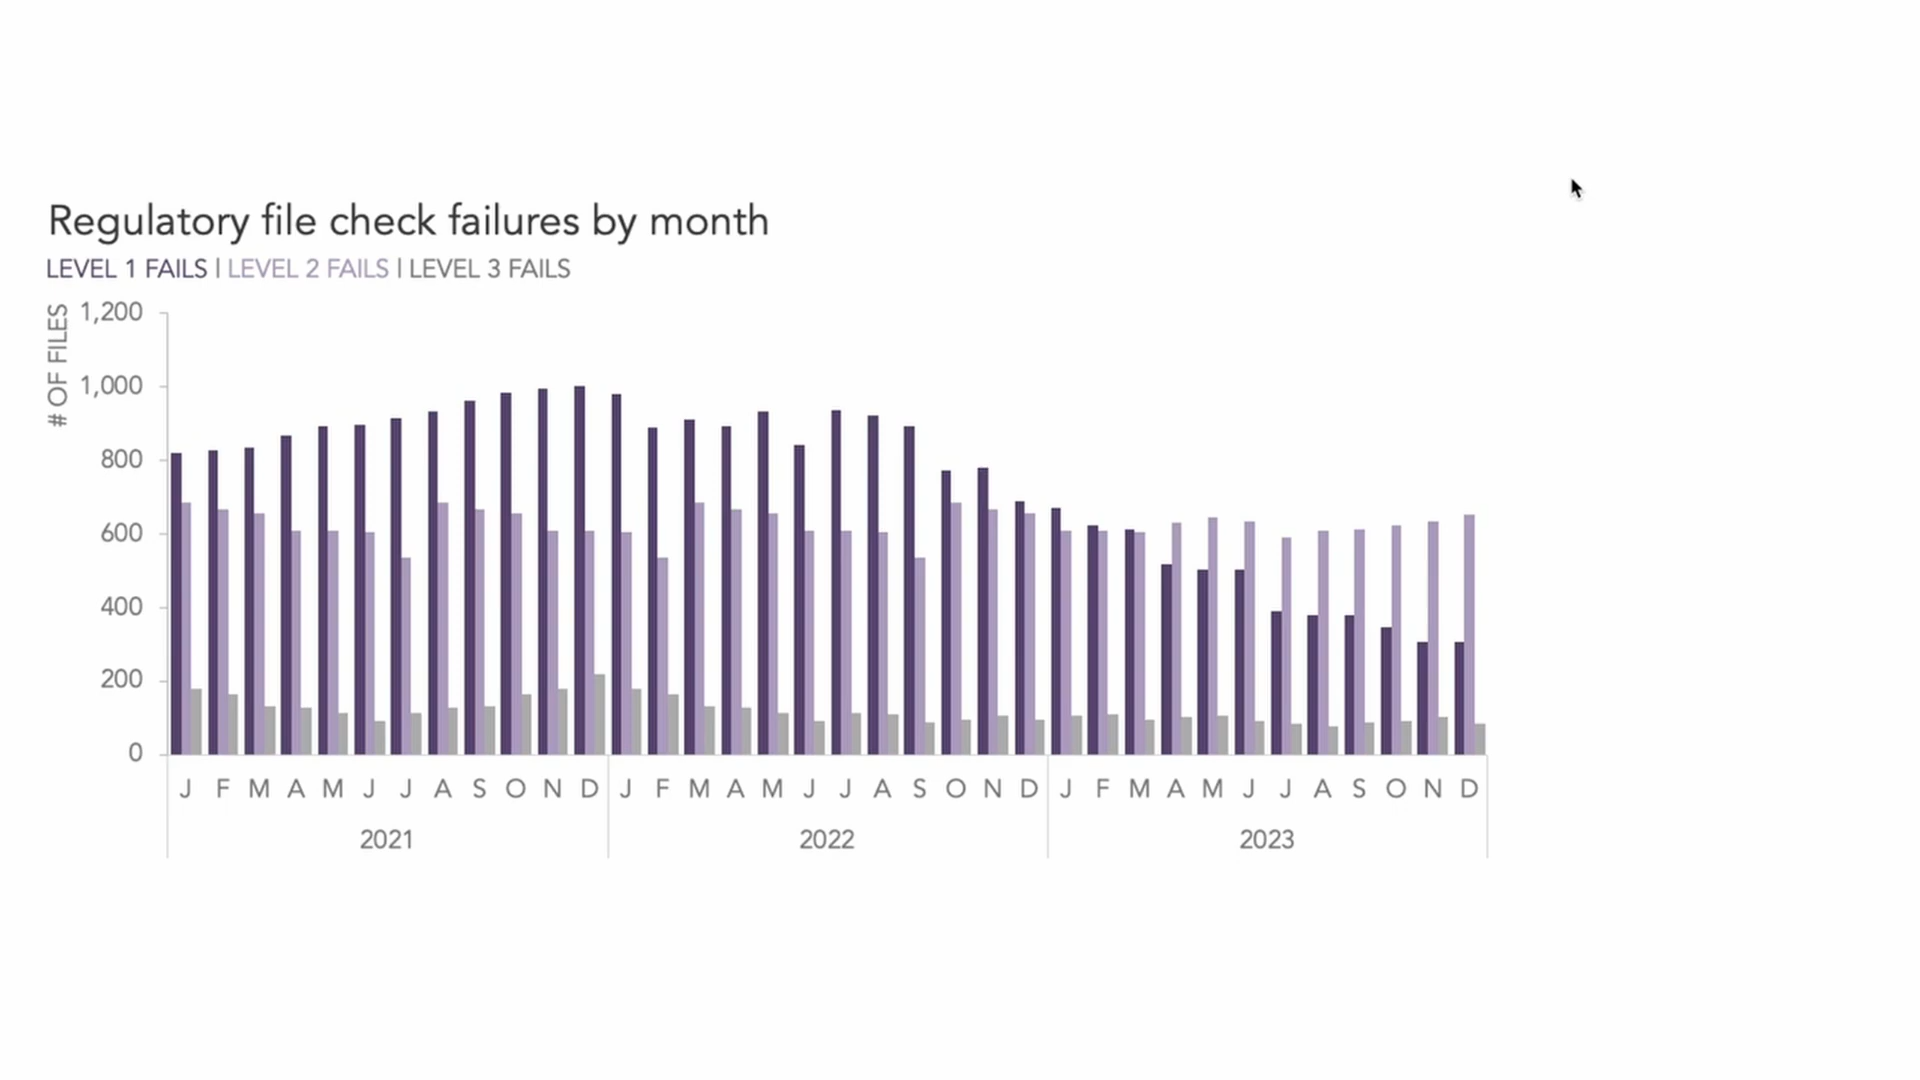 Regulatory file check failures by month
LEVEL 1 FAILS | LEVEL 2 FAILS | LEVEL 3 FAILS
# OF FILES
1,200
1,000
800
600
400
200
0
J F M A M J J A S O N D J F M A M J J A S O N D J F M A M J J A S O N D
2021 2022 2023